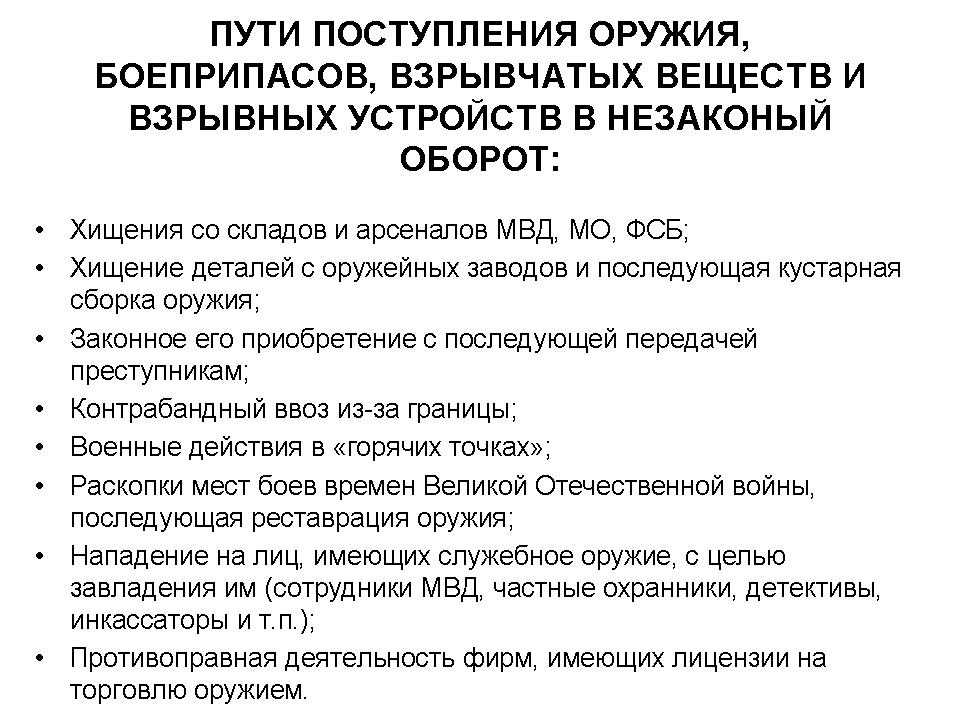 ПУТИ ПОСТУПЛЕНИЯ ОРУЖИЯ,
БОЕПРИПАСОВ, ВЗРЫВЧАТЫХ ВЕЩЕСТВ И
ВЗРЫВНЫХ УСТРОЙСТВ В НЕЗАКОНЫЙ
ОБОРОТ:
• Хищения со складов и арсеналов МВД, МО, ФСБ;
• Хищение деталей с оружейных заводов и последующая кустарная
сборка оружия;
• Законное его приобретение с последующей передачей
преступникам;
• Контрабандный ввоз из-за границы;
• Военные действия в «горячих точках»;
• Раскопки мест боев времен Великой Отечественной войны,
последующая реставрация оружия;
• Нападение на лиц, имеющих служебное оружие, с целью
завладения им (сотрудники МВД, частные охранники, детективы,
инкассаторы и т.п.);
• Противоправная деятельность фирм, имеющих лицензии на
торговлю оружием.